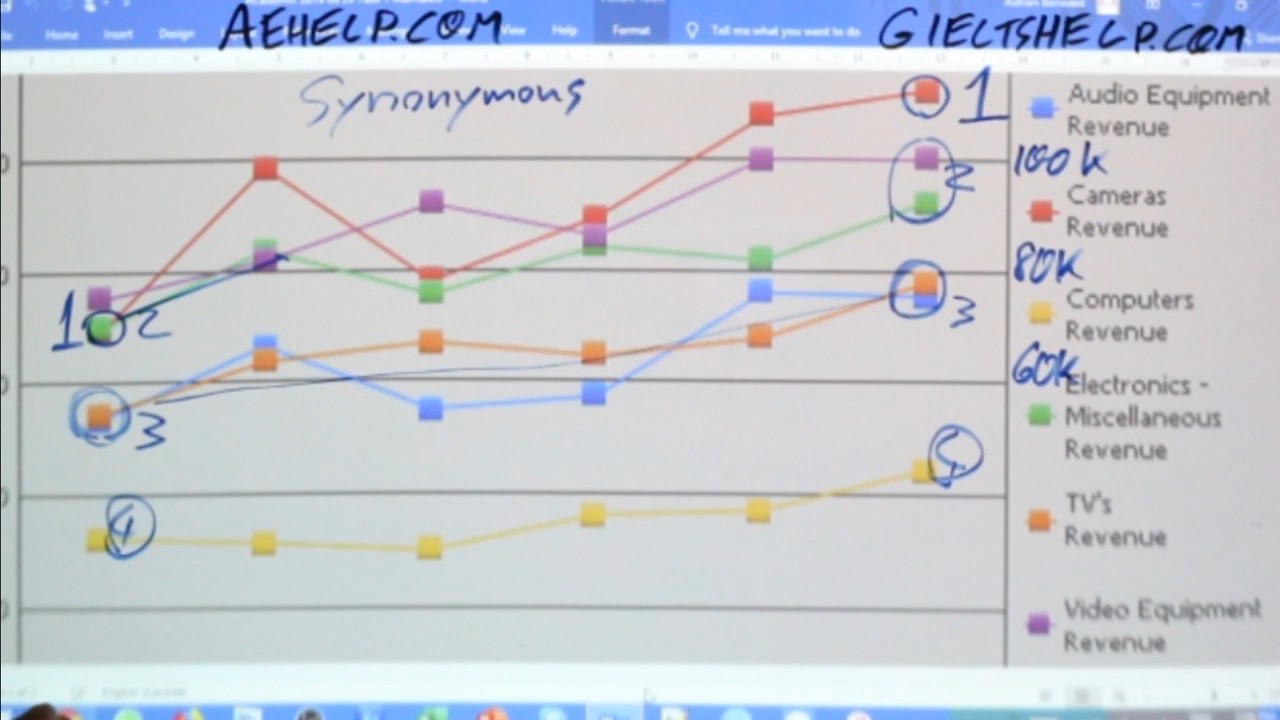 AEHELP.COM
GIELTSHELP.COM
Home Insert Design View Help Format Tell me what you want to do
Synonymous
1
2
3
4
1
2
3
100K
80K
60K
Audio Equipment
Revenue
Cameras
Revenue
Computers
Revenue
Electronics -
Miscellaneous
Revenue
TV's
Revenue
Video Equipment
Revenue